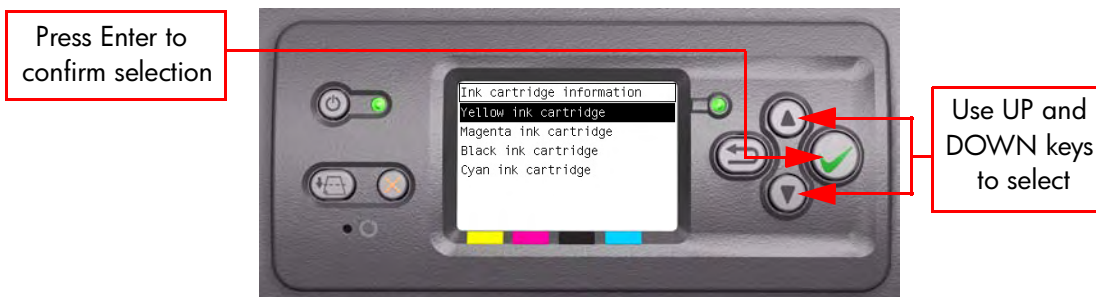 Press Enter to
confirm selection
Ink cartridge information
Yellow ink cartridge
Magenta ink cartridge
Black ink cartridge
Cyan ink cartridge
Use UP and
DOWN keys
to select